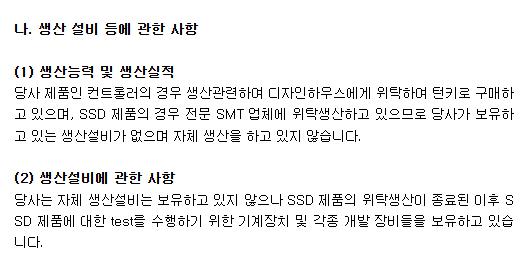 나. 생산 설비 등에 관한 사항
(1) 생산능력 및 생산실적
당사 제품인 컨트롤러의 경우 생산관련하여 디자인하우스에게 위탁하여 턴키로 구매하
고 있으며, SSD 제품의 경우 전문 SMT 업체에 위탁생산하고 있으므로 당사가 보유하
고 있는 생산설비가 없으며 자체 생산을 하고 있지 않습니다.
(2) 생산설비에 관한 사항
당사는 자체 생산설비는 보유하고 있지 않으나 SSD 제품의 위탁생산이 종료된 이후 S
SD 제품에 대한 test를 수행하기 위한 기계장치 및 각종 개발 장비들을 보유하고 있습
니다.